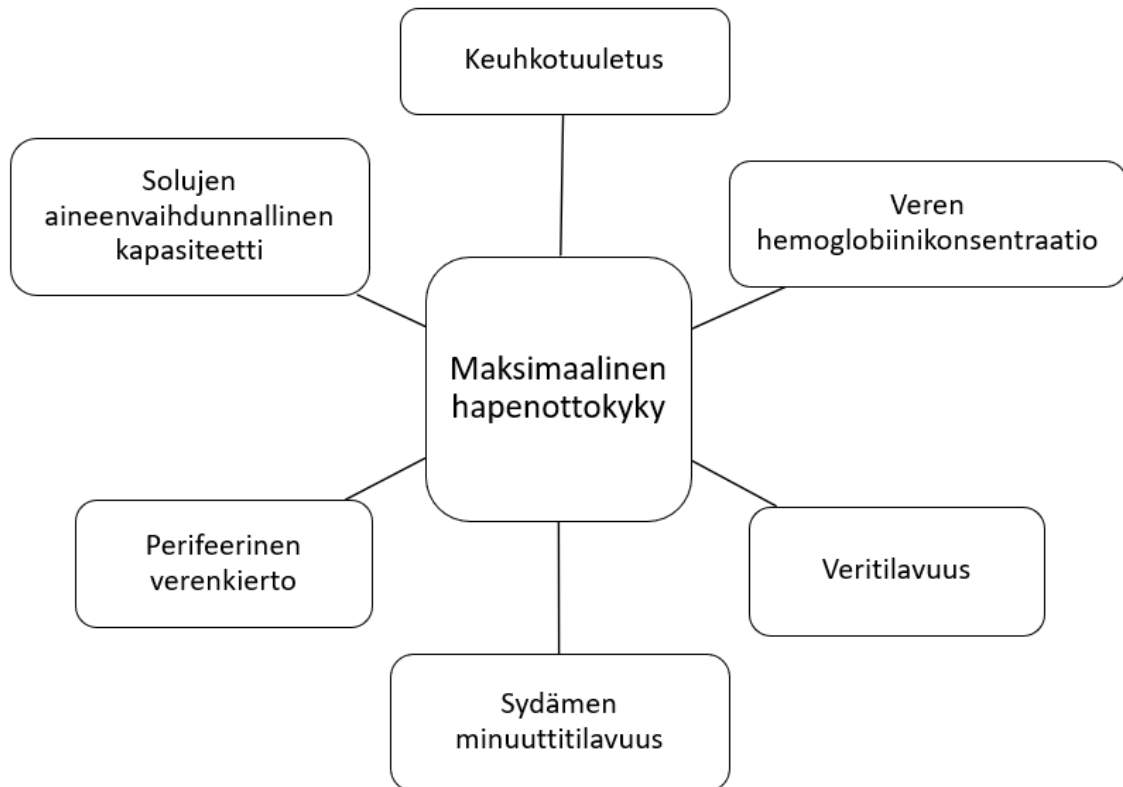 Keuhkotuuletus
Solujen
aineenvaihdunnallinen
kapasiteetti
Veren
hemoglobiinikonsentraatio
Maksimaalinen
hapenottokyky
Perifeerinen
verenkierto
Veritilavuus
Sydämen
minuuttitilavuus